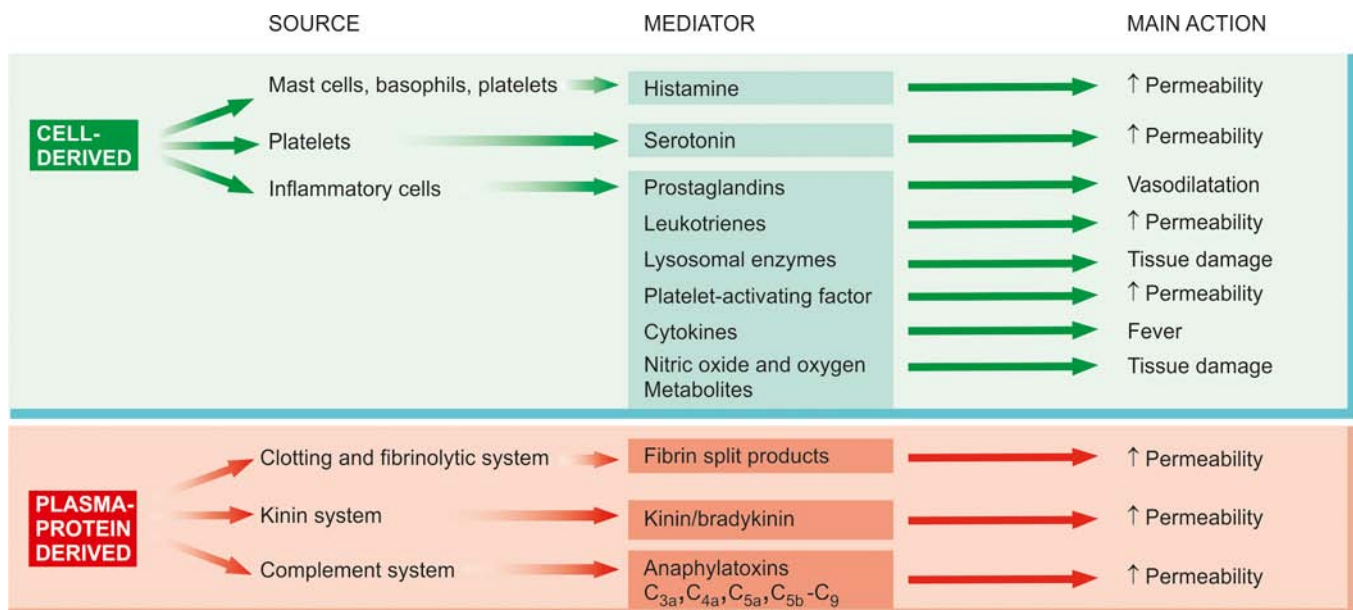 SOURCE MEDIATOR MAIN ACTION
Mast cells, basophils, platelets Histamine ↑ Permeability
CELL-
DERIVED
Platelets Serotonin ↑ Permeability
Inflammatory cells Prostaglandins Vasodilatation
Leukotrienes ↑ Permeability
Lysosomal enzymes Tissue damage
Platelet-activating factor ↑ Permeability
Cytokines Fever
Nitric oxide and oxygen Tissue damage
Metabolites
Clotting and fibrinolytic system Fibrin split products ↑ Permeability
PLASMA-
PROTEIN
DERIVED
Kinin system Kinin/bradykinin ↑ Permeability
Complement system Anaphylatoxins ↑ Permeability
C3a,C4a,C5a,C5b-C9